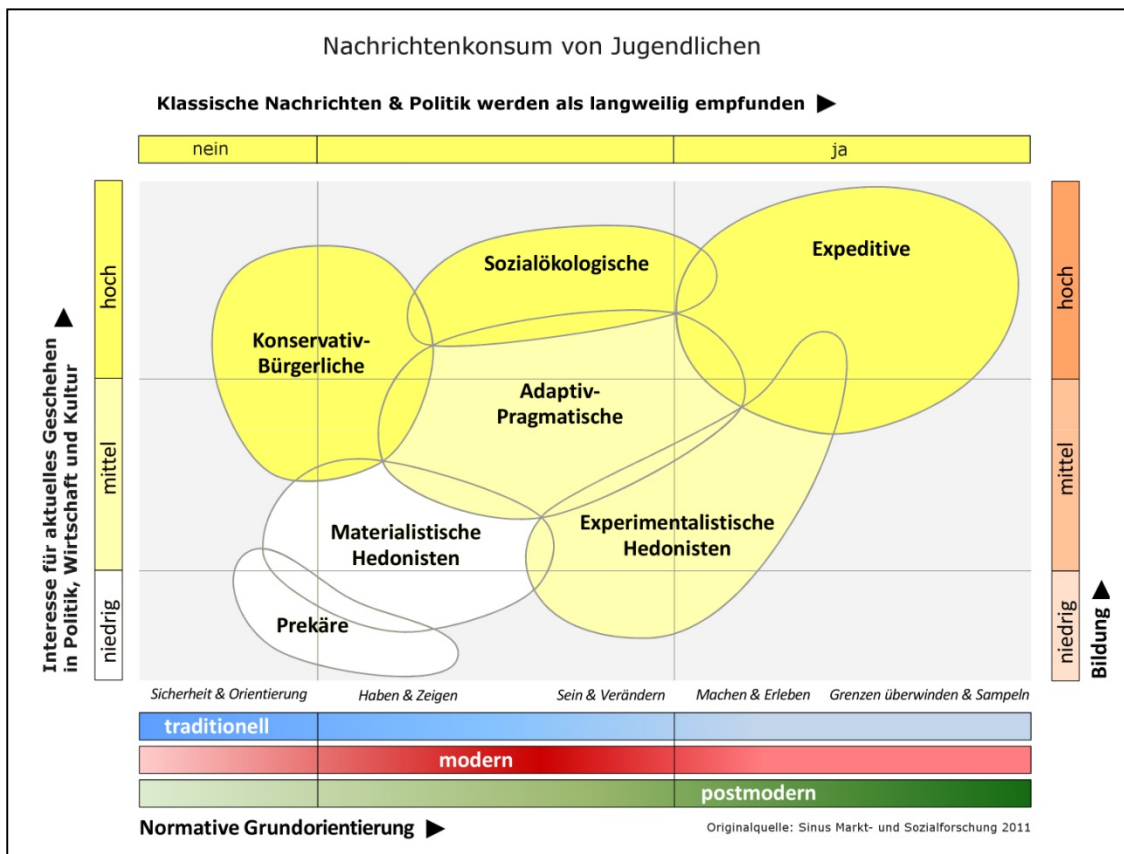 Nachrichtenkonsum von Jugendlichen
Klassische Nachrichten & Politik werden als langweilig empfunden ►
nein
ja
Interesse für aktuelles Geschehen ►
in Politik, Wirtschaft und Kultur
hoch
mittel
niedrig
Sozialökologische
Expeditive
Konservativ-
Bürgerliche
Adaptiv-
Pragmatische
Materialistische
Hedonisten
Experimentalistische
Hedonisten
Prekäre
hoch
mittel
niedrig
Bildung ►
Sicherheit & Orientierung
Haben & Zeigen
Sein & Verändern
Machen & Erleben
Grenzen überwinden & Sampeln
traditionell
modern
postmodern
Normative Grundorientierung ►
Originalquelle: Sinus Markt- und Sozialforschung 2011